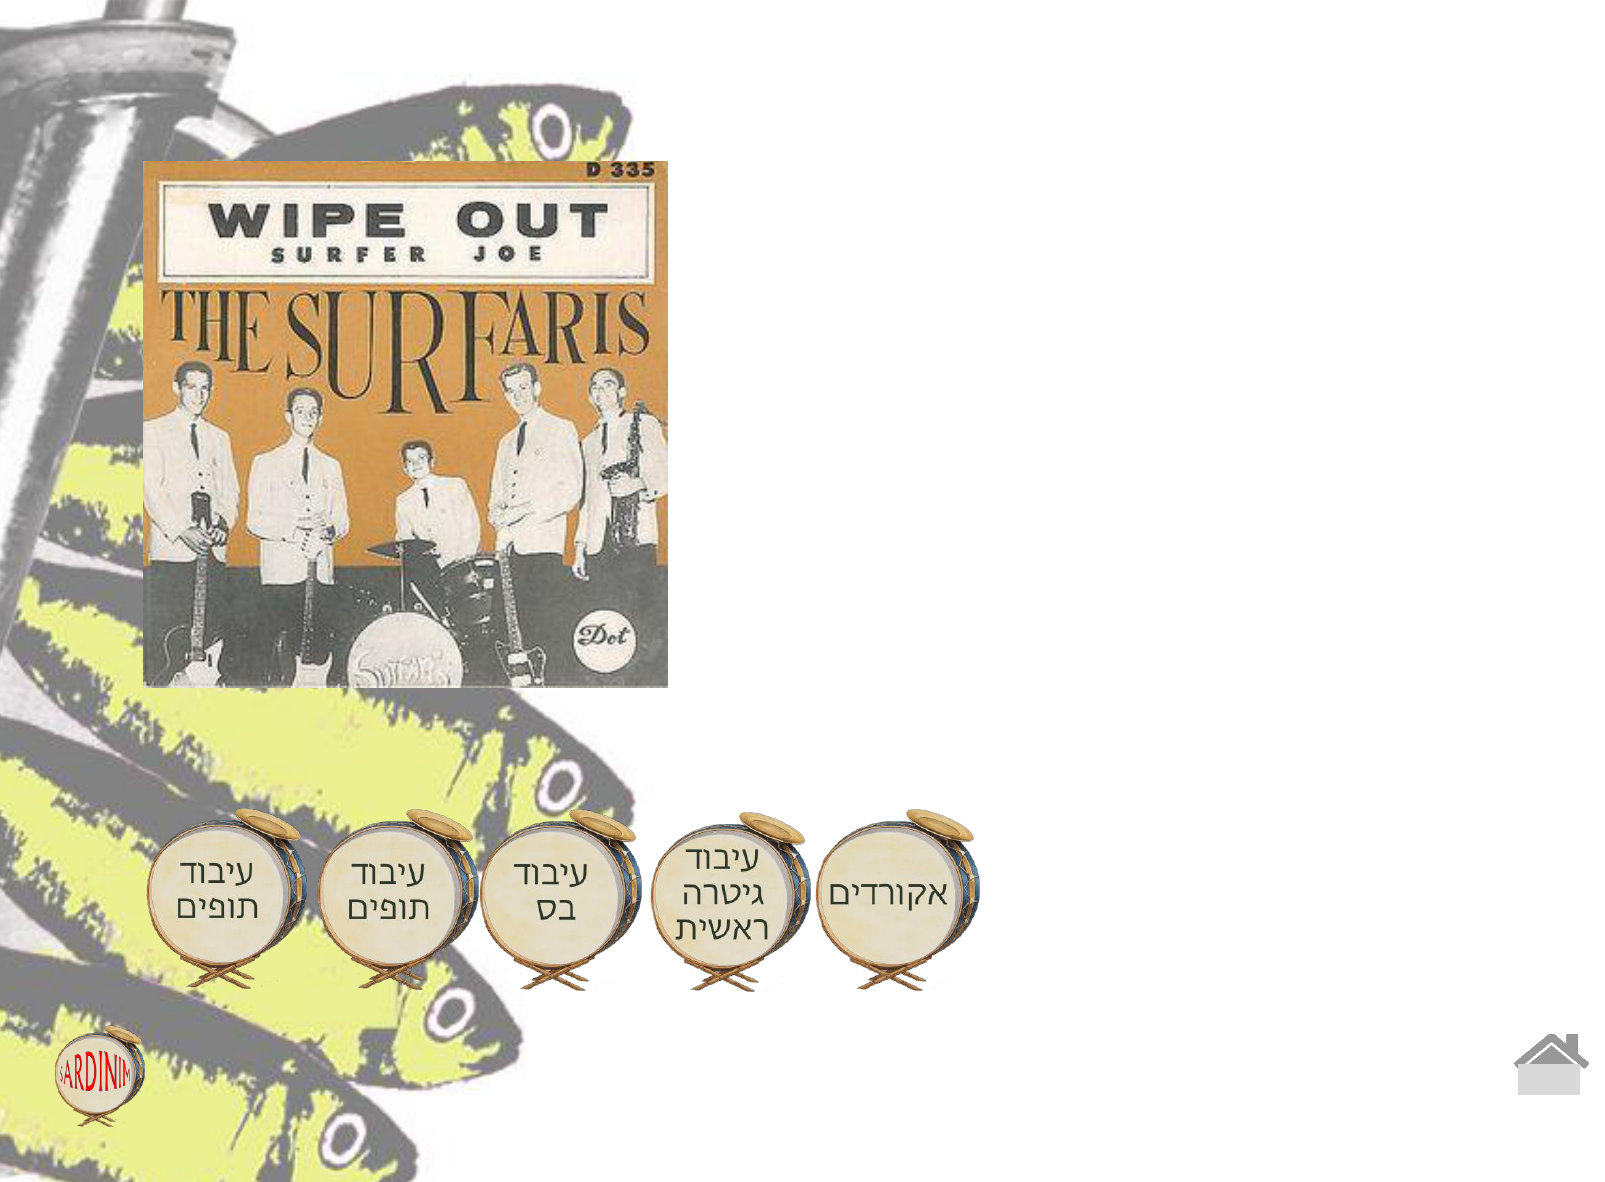 D 335
WIPE OUT
SURFER JOE
THE SURFARIS
Dot
עיבוד
תופים
עיבוד
תופים
עיבוד
בס
עיבוד
גיטרה
ראשית
אקורדים
SARDINIM